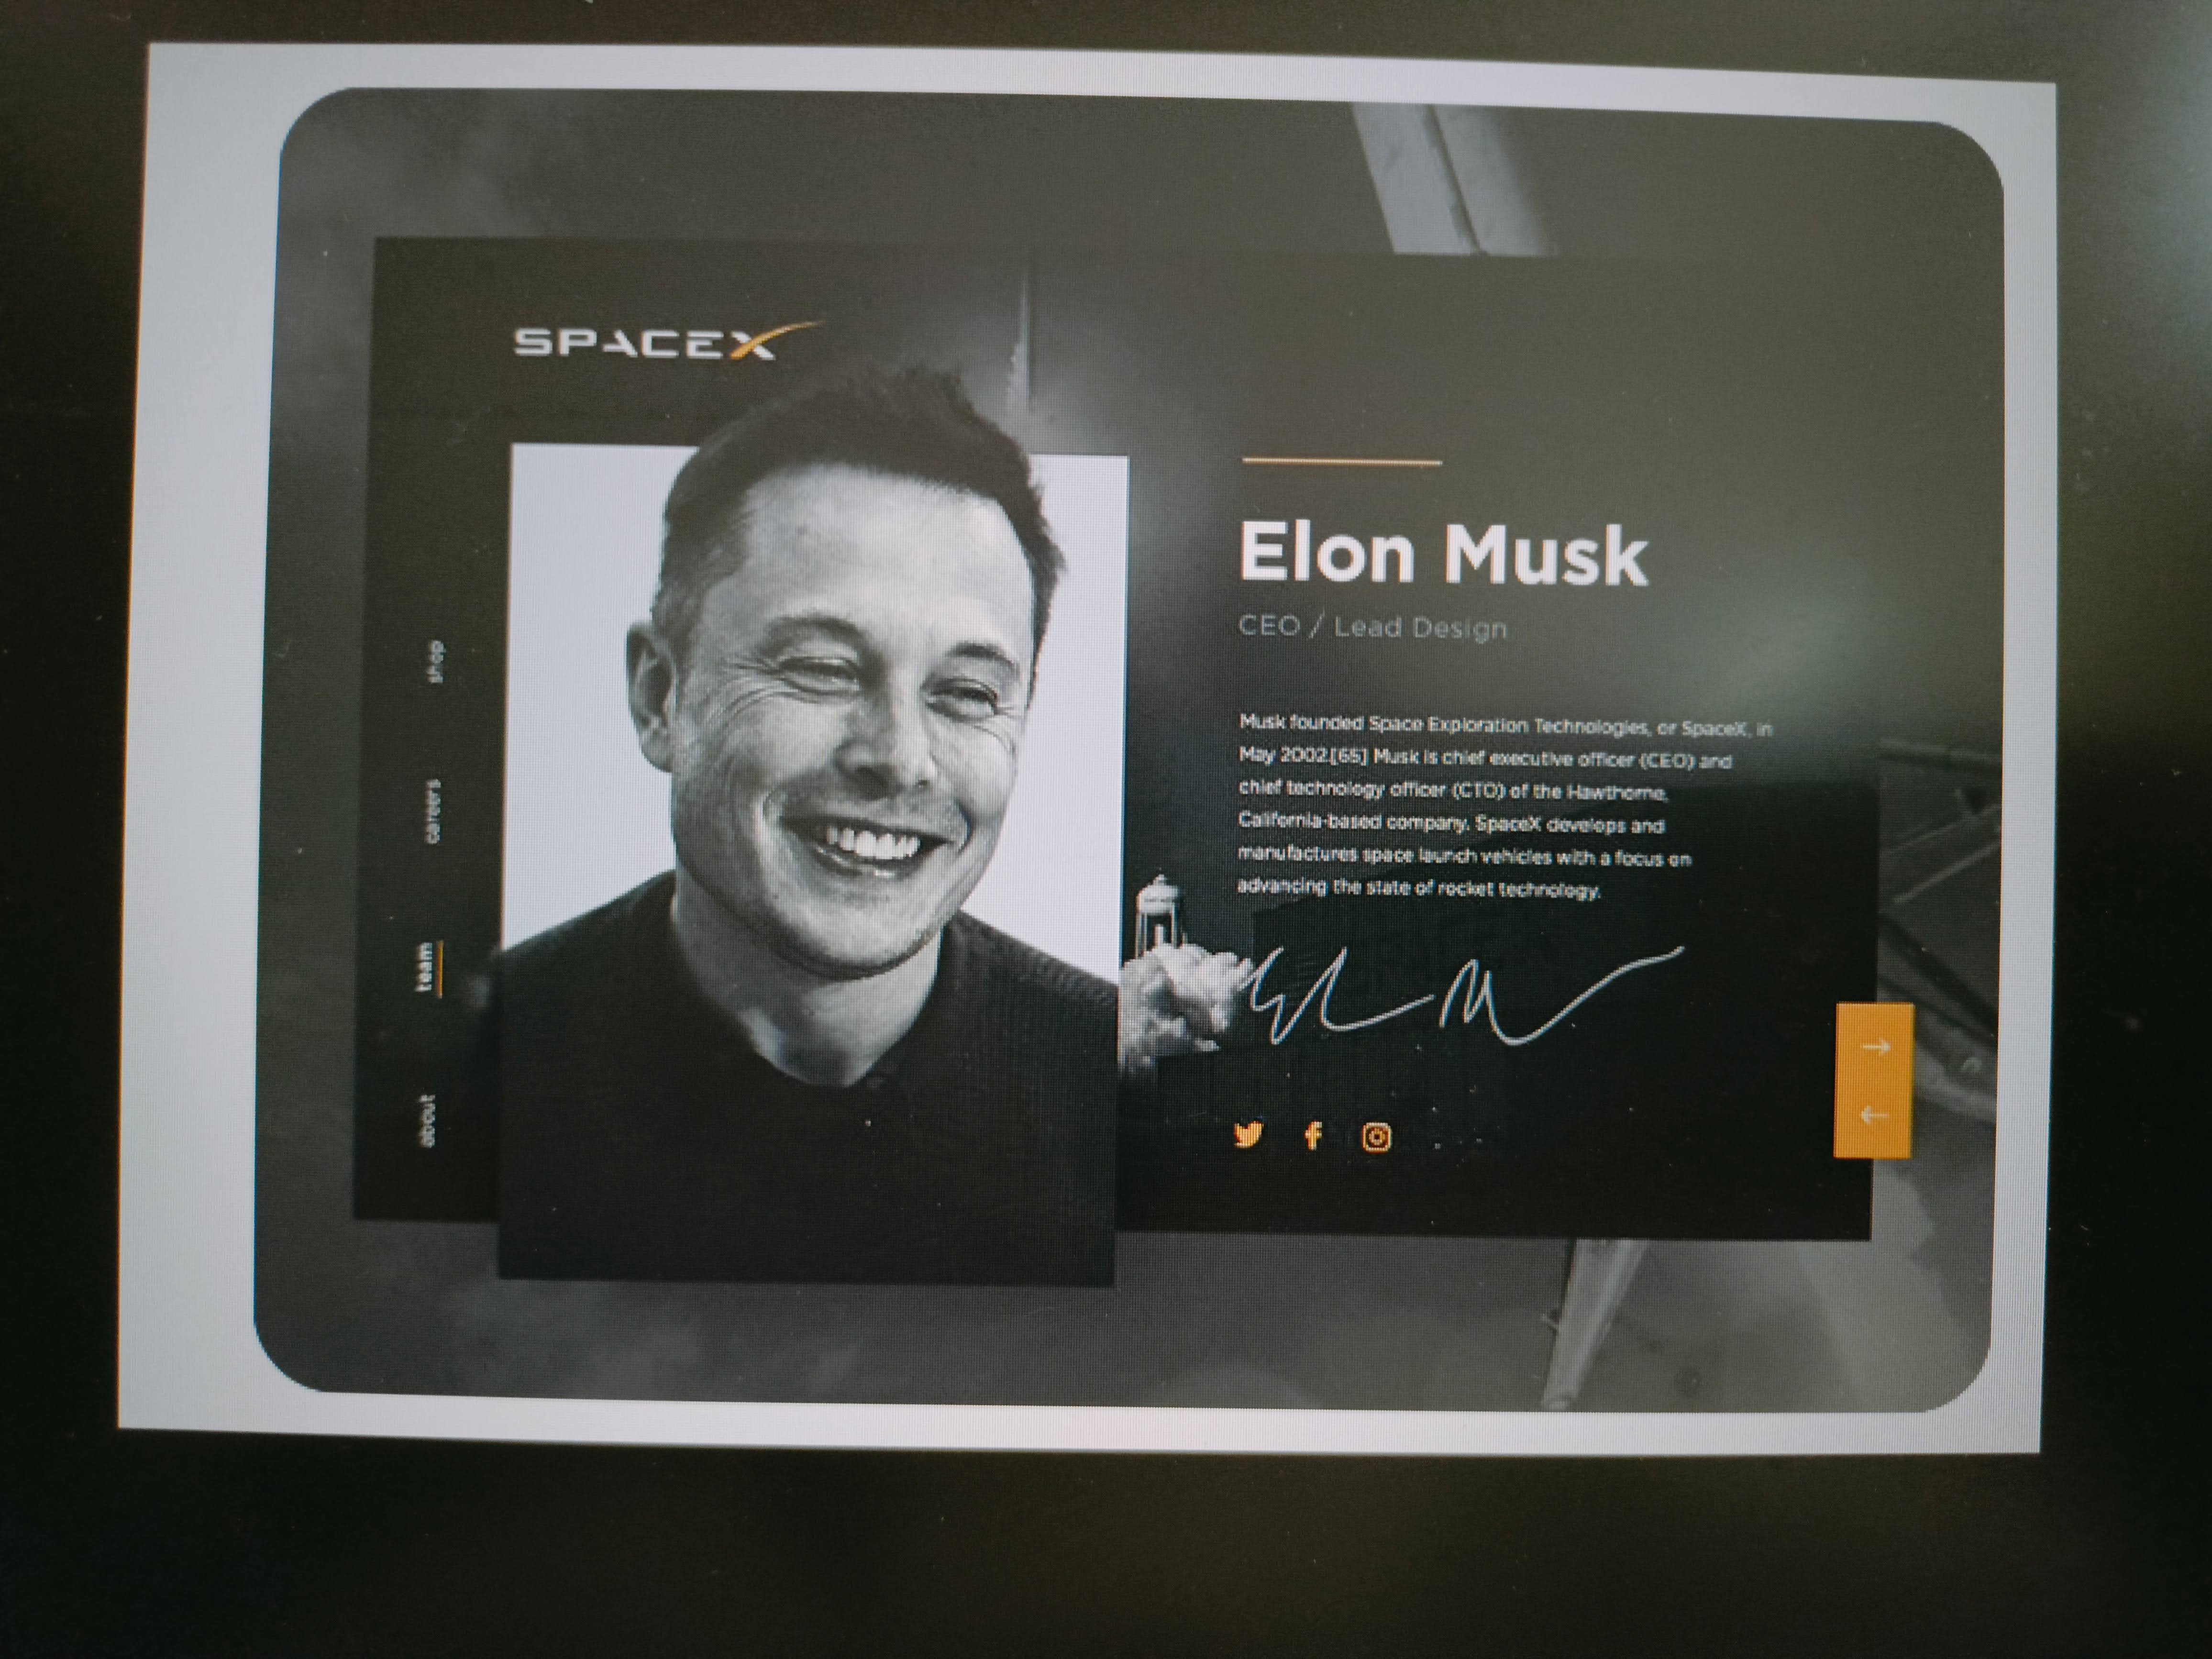 SPACEX
shop
careers
team
about
Elon Musk
CEO / Lead Design
Musk founded Space Exploration Technologies, or SpaceX, in
May 2002.[65] Musk is chief executive officer (CEO) and
chief technology officer (CTO) of the Hawthorne,
California-based company. SpaceX develops and
manufactures space launch vehicles with a focus on
advancing the state of rocket technology.